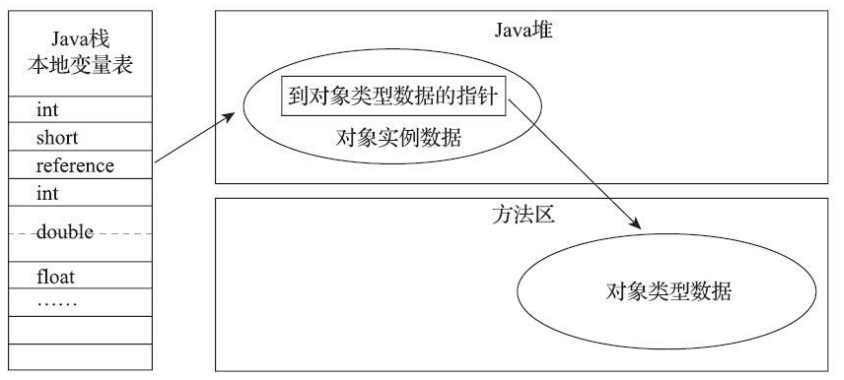 Java栈
本地变量表
int
short
reference
int
double
float
……
Java堆
到对象类型数据的指针
对象实例数据
方法区
对象类型数据